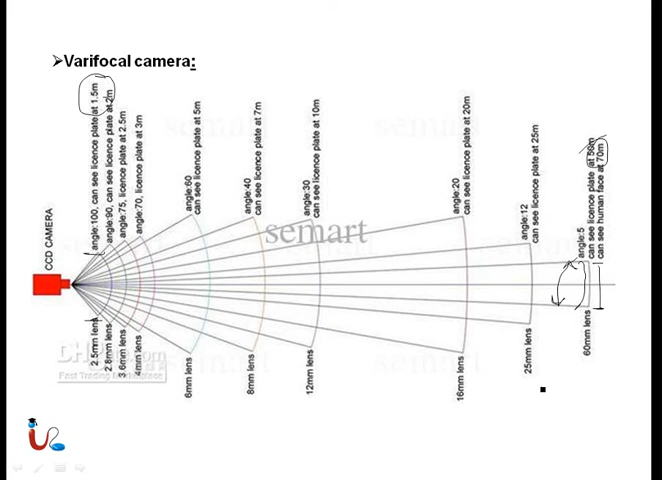 ➢Varifocal camera:
CCD CAMERA
angle:100, can see licence plate at 1.5m
angle:90, can see licence plate at 2m
angle:75, licence plate at 2.5m
angle:70, licence plate at 3m
angle:60
can see licence plate at 5m
angle:40
can see licence plate at 7m
angle:30
can see licence plate at 10m
angle:20
can see licence plate at 20m
angle:12
can see licence plate at 25m
angle:5
can see licence plate at 50m
can see human face at 70m
semart
semart
semart
2.5mm lens
2.8mm lens
3.6mm lens
4mm lens
6mm lens
8mm lens
12mm lens
16mm lens
25mm lens
60mm lens
semart
semart